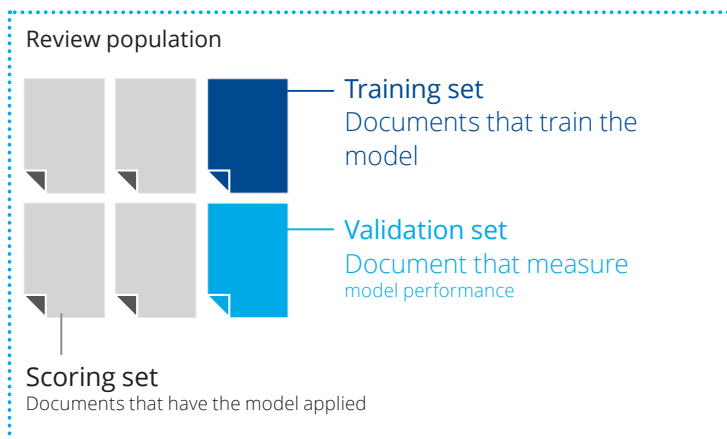 Review population
Training set
Documents that train the
model
Validation set
Document that measure
model performance
Scoring set
Documents that have the model applied